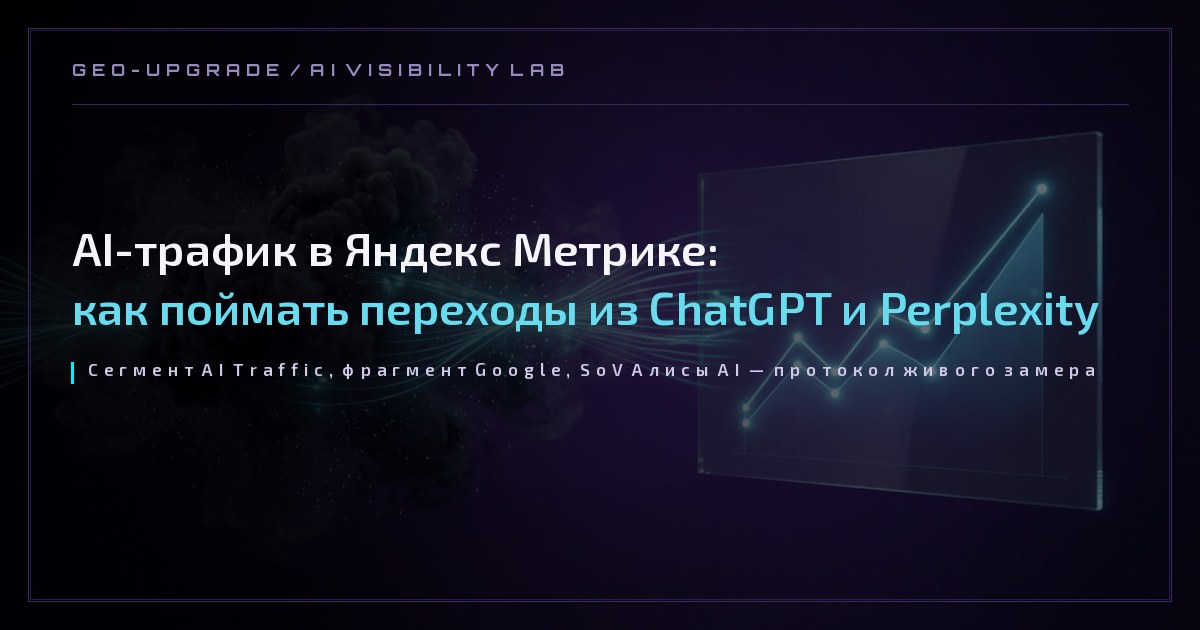 GEO-UPGRADE / AI VISIBILITY LAB
AI-трафик в Яндекс Метрике:
как поймать переходы из ChatGPT и Perplexity
Сегмент AI Traffic, фрагмент Google, SoV Алисы AI — протокол живого замера